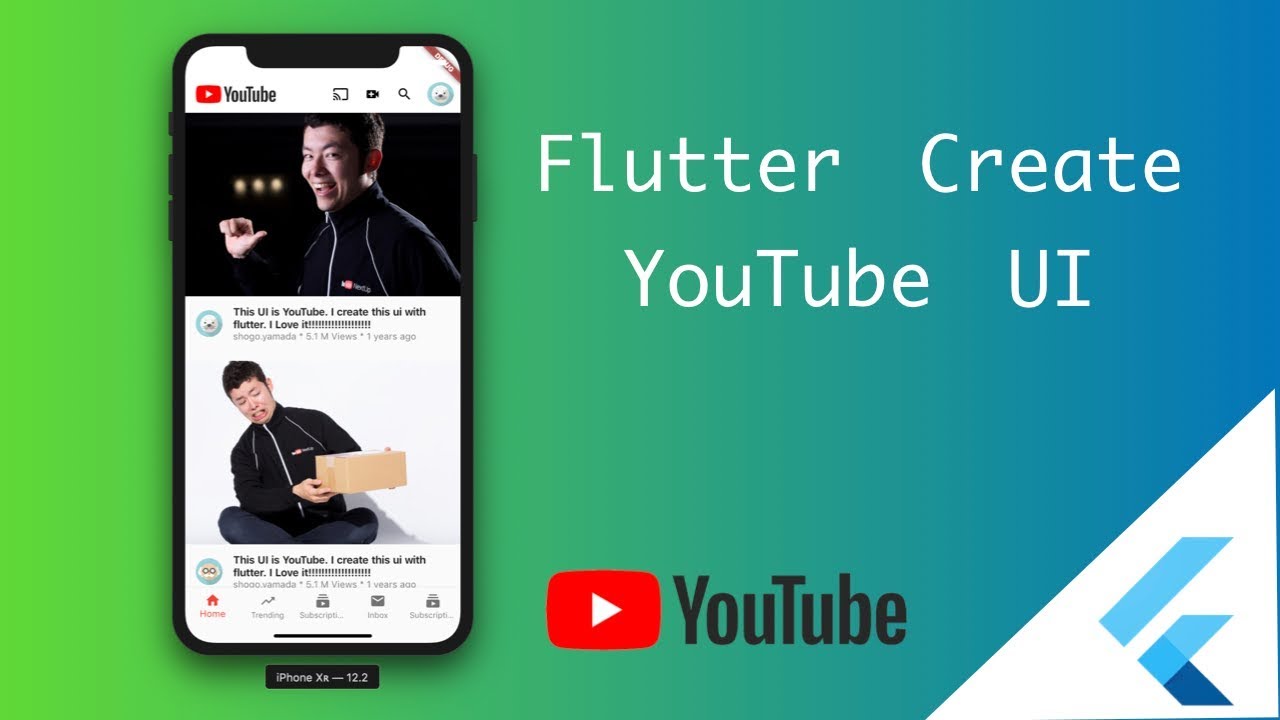 DEBUG
YouTube
NextUp
This UI is YouTube. I create this ui with
flutter. I Love it!!!!!!!!!!!!!!!!!!!
shogo.yamada * 5.1 M Views * 1 years ago
This UI is YouTube. I create this ui with
flutter. I Love it!!!!!!!!!!!!!!!!!!!
shogo.yamada * 5.1 M Views * 1 years ago
Home
Trending
Subscripti...
Inbox
Subscripti...
iPhone Xʀ — 12.2
Flutter Create
YouTube UI
YouTube